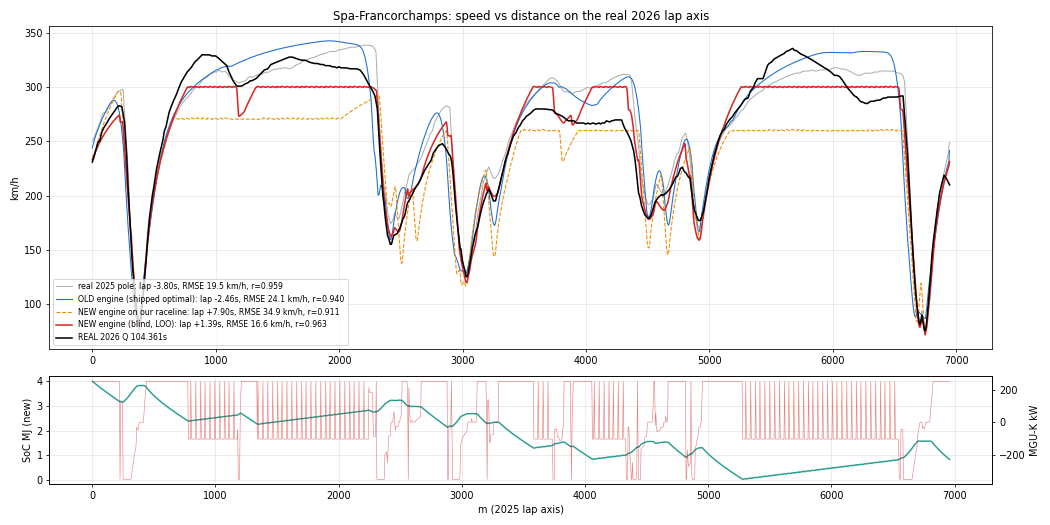 Spa-Francorchamps: speed vs distance on the real 2026 lap axis
350
300
250
200
150
100
km/h
real 2025 pole: lap -3.80s, RMSE 19.5 km/h, r=0.959
OLD engine (shipped optimal): lap -2.46s, RMSE 24.1 km/h, r=0.940
NEW engine on our raceline: lap +7.90s, RMSE 34.9 km/h, r=0.911
NEW engine (blind, LOO): lap +1.39s, RMSE 16.6 km/h, r=0.963
REAL 2026 Q 104.361s
0 1000 2000 3000 4000 5000 6000 7000
4
3
2
1
0
SoC MJ (new)
200
0
−200
MGU-K kW
0 1000 2000 3000 4000 5000 6000 7000
m (2025 lap axis)